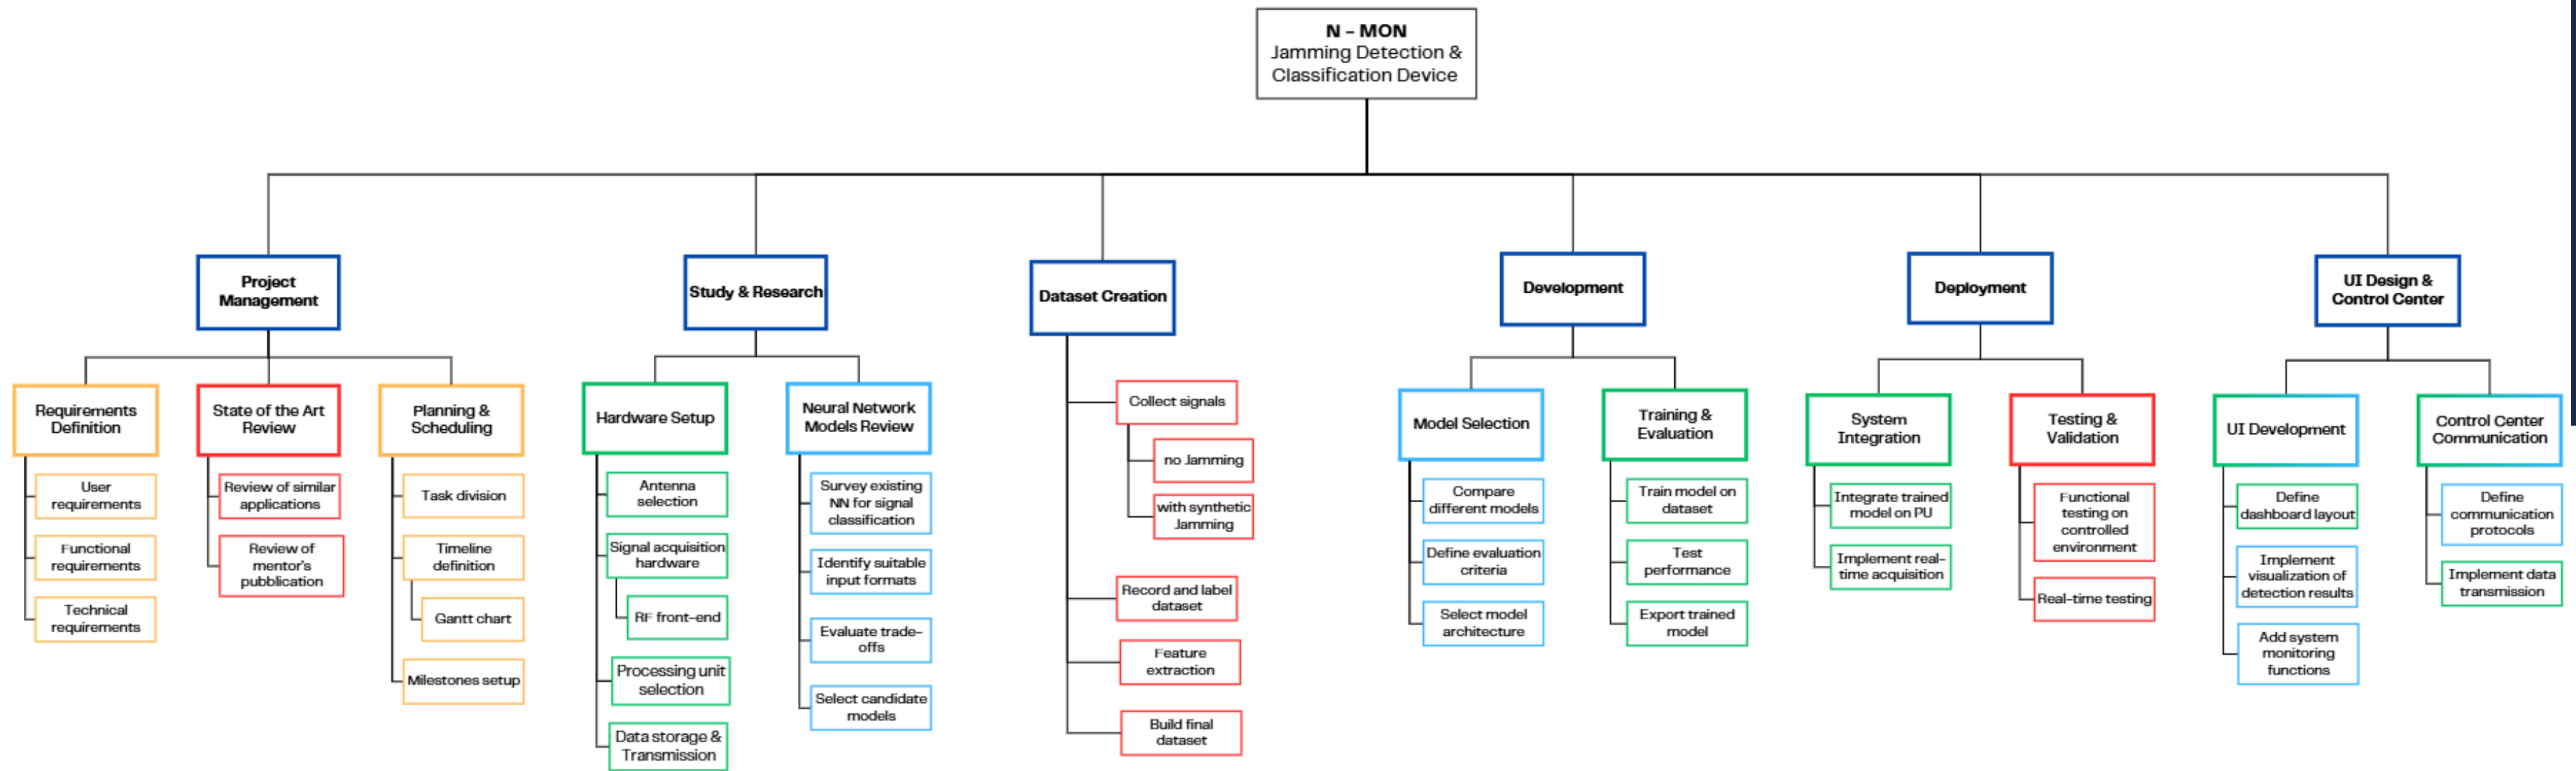 N – MON
Jamming Detection &
Classification Device
Project
Management
Study & Research
Dataset Creation
Development
Deployment
UI Design &
Control Center
Requirements
Definition
User
requirements
Functional
requirements
Technical
requirements
State of the Art
Review
Review of similar
applications
Review of
mentor's
pubblication
Planning &
Scheduling
Task division
Timeline
definition
Gantt chart
Milestones setup
Hardware Setup
Antenna
selection
Signal acquisition
hardware
RF front-end
Processing unit
selection
Data storage &
Transmission
Neural Network
Models Review
Survey existing
NN for signal
classification
Identify suitable
input formats
Evaluate trade-
offs
Select candidate
models
Collect signals
no Jamming
with synthetic
Jamming
Record and label
dataset
Feature
extraction
Build final
dataset
Model Selection
Compare
different models
Define evaluation
criteria
Select model
architecture
Training &
Evaluation
Train model on
dataset
Test
performance
Export trained
model
System
Integration
Integrate trained
model on PU
Implement real-
time acquisition
Testing &
Validation
Functional
testing on
controlled
environment
Real-time testing
UI Development
Define
dashboard layout
Implement
visualization of
detection results
Add system
monitoring
functions
Control Center
Communication
Define
communication
protocols
Implement data
transmission